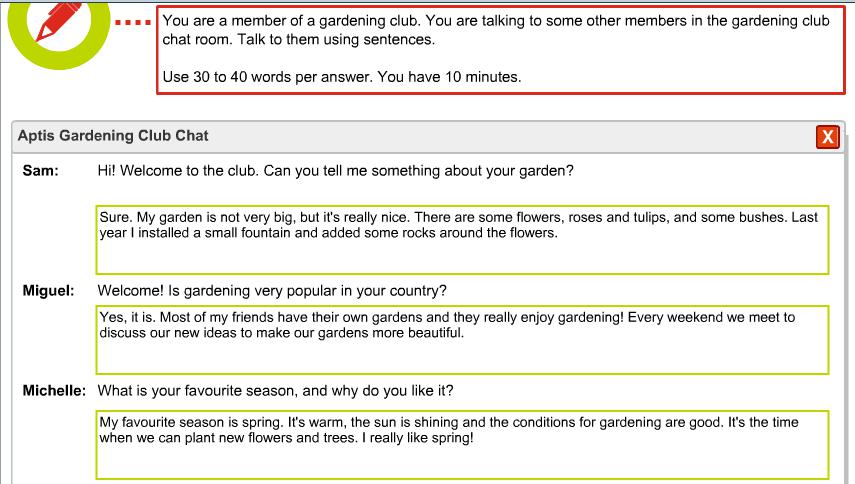 You are a member of a gardening club. You are talking to some other members in the gardening club
chat room. Talk to them using sentences.
Use 30 to 40 words per answer. You have 10 minutes.
Aptis Gardening Club Chat
X
Sam: Hi! Welcome to the club. Can you tell me something about your garden?
Sure. My garden is not very big, but it's really nice. There are some flowers, roses and tulips, and some bushes. Last
year I installed a small fountain and added some rocks around the flowers.
Miguel: Welcome! Is gardening very popular in your country?
Yes, it is. Most of my friends have their own gardens and they really enjoy gardening! Every weekend we meet to
discuss our new ideas to make our gardens more beautiful.
Michelle: What is your favourite season, and why do you like it?
My favourite season is spring. It's warm, the sun is shining and the conditions for gardening are good. It's the time
when we can plant new flowers and trees. I really like spring!